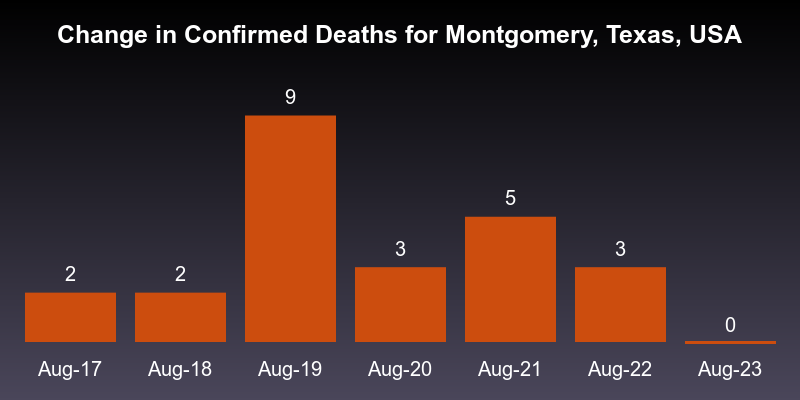 Change in Confirmed Deaths for Montgomery, Texas, USA
2 2 9 3 5 3 0
Aug-17 Aug-18 Aug-19 Aug-20 Aug-21 Aug-22 Aug-23